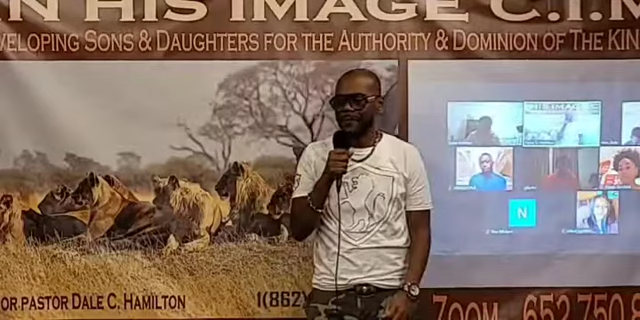 IN HIS IMAGE C.I.M
VELOPING SONS & DAUGHTERS FOR THE AUTHORITY & DOMINION OF THE KIN
OR PASTOR DALE C. HAMILTON
1(862)
ZOOM 652 750
N